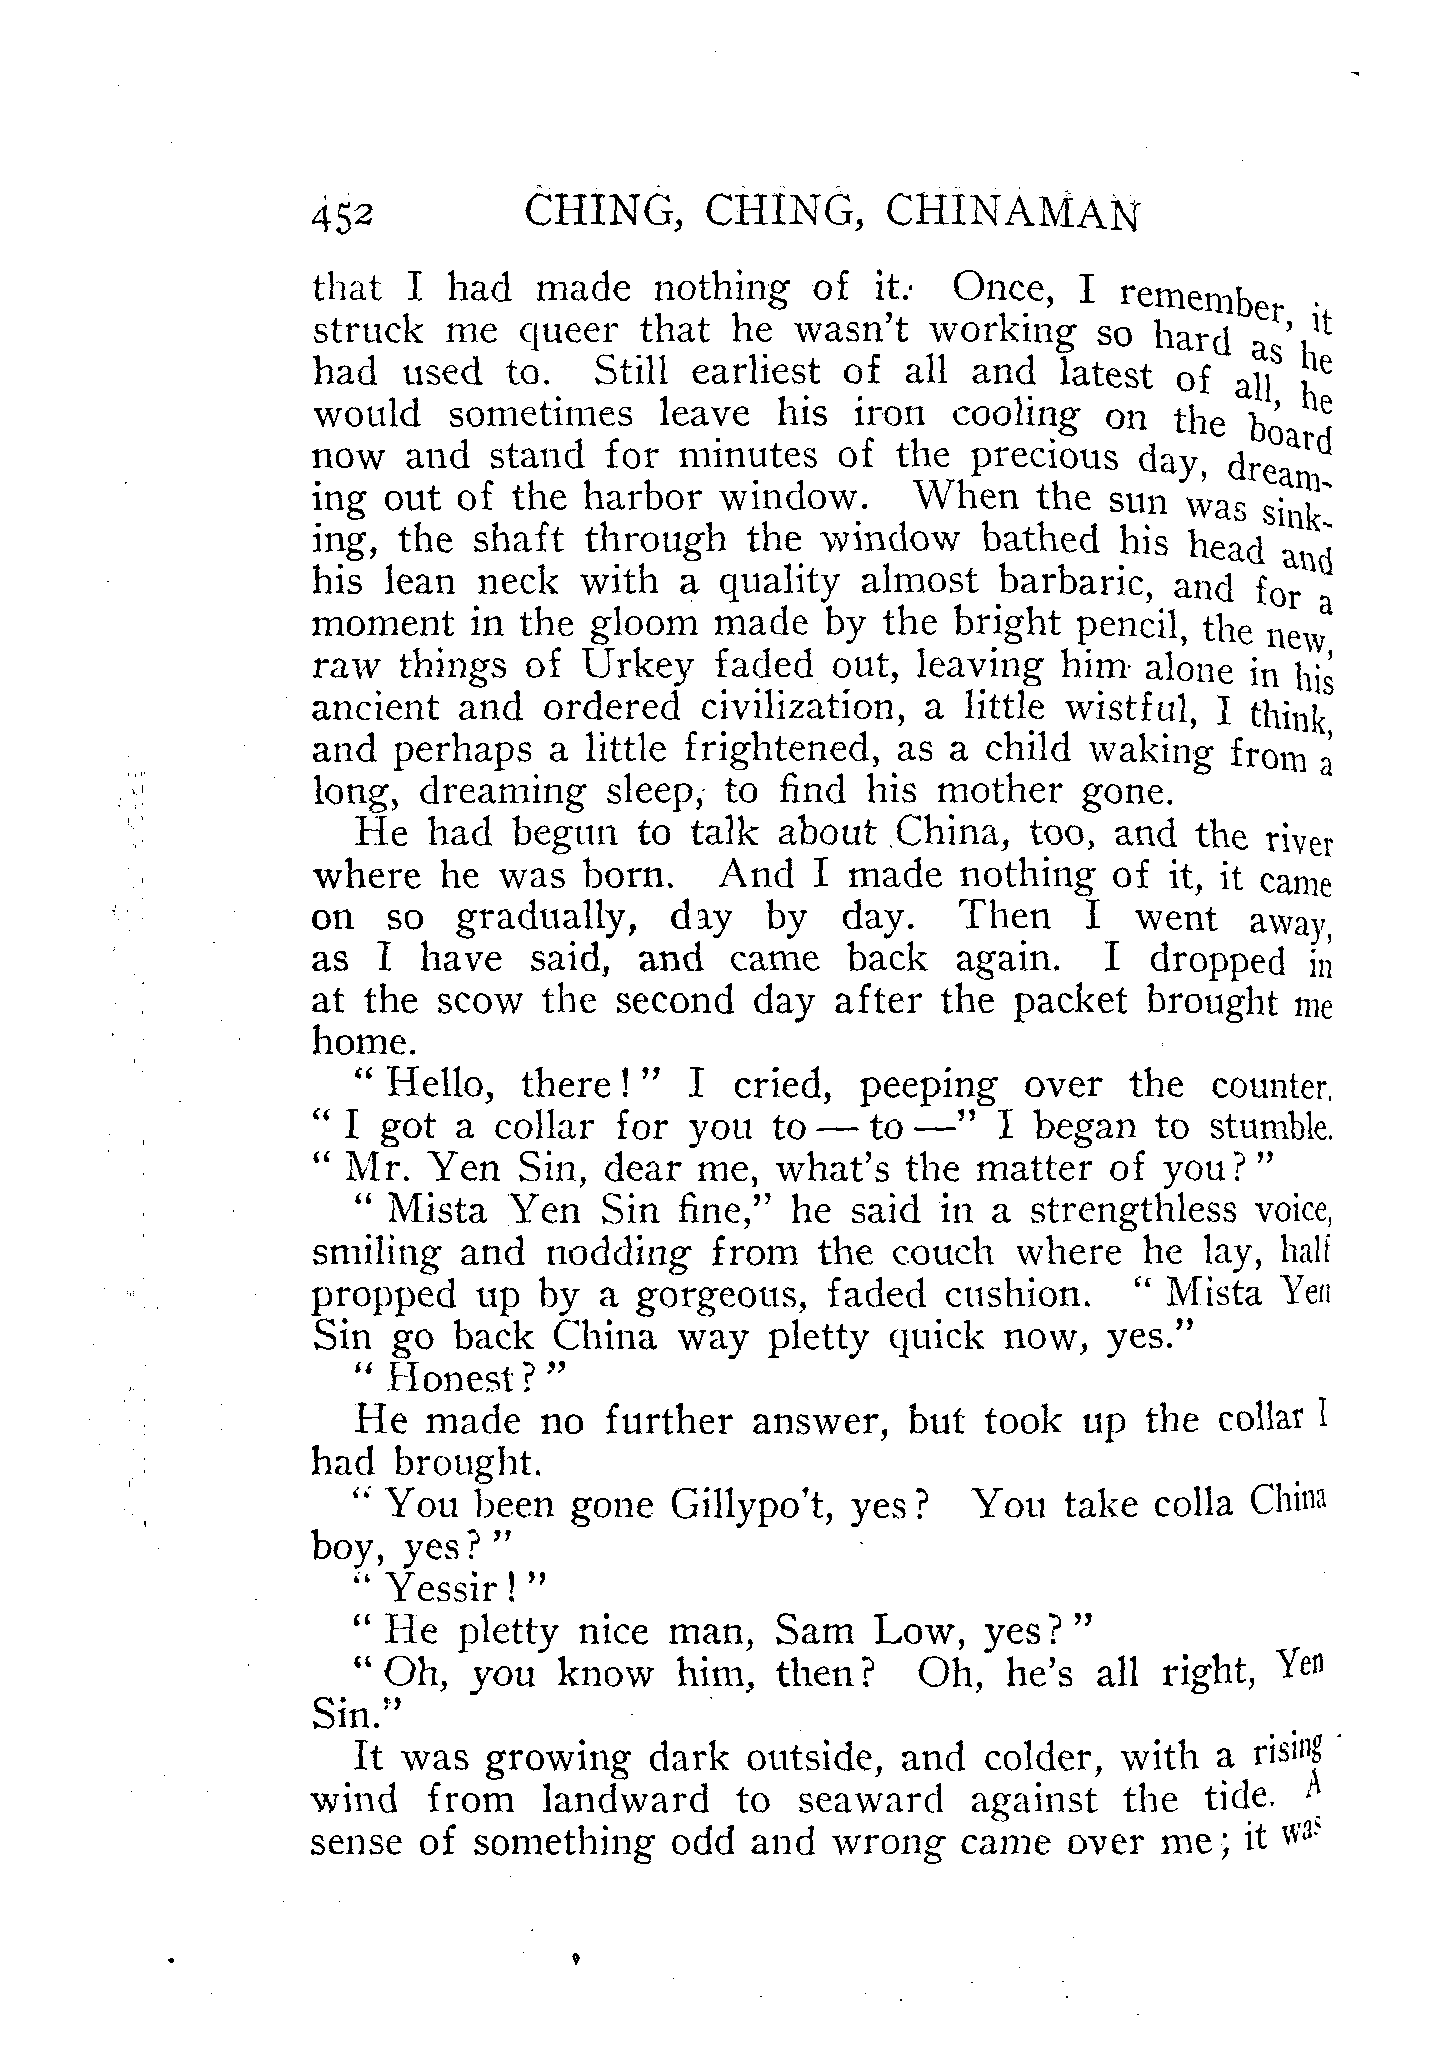 452 CHING, CHING, CHINAMAN
that I had made nothing of it. Once, I remember, it
struck me queer that he wasn't working so hard as he
had used to. Still earliest of all and latest of all, he
would sometimes leave his iron cooling on the board
now and stand for minutes of the precious day, dream-
ing out of the harbor window. When the sun was sink-
ing, the shaft through the window bathed his head and
his lean neck with a quality almost barbaric, and for a
moment in the gloom made by the bright pencil, the new,
raw things of Urkey faded out, leaving him alone in his
ancient and ordered civilization, a little wistful, I think,
and perhaps a little frightened, as a child waking from a
long, dreaming sleep, to find his mother gone.
He had begun to talk about China, too, and the river
where he was born. And I made nothing of it, it came
on so gradually, day by day. Then I went away,
as I have said, and came back again. I dropped in
at the scow the second day after the packet brought me
home.
“Hello, there!” I cried, peeping over the counter.
“I got a collar for you to — to —” I began to stumble.
“Mr. Yen Sin, dear me, what's the matter of you?”
“Mista Yen Sin fine,” he said in a strengthless voice,
smiling and nodding from the couch where he lay, half
propped up by a gorgeous, faded cushion. “Mista Yen
Sin go back China way pletty quick now, yes.”
“Honest?”
He made no further answer, but took up the collar I
had brought.
“You been gone Gillypo't, yes? You take colla China
boy, yes?”
“Yessir!”
“He pletty nice man, Sam Low, yes?”
“Oh, you know him, then? Oh, he's all right, Yen
Sin.”
It was growing dark outside, and colder, with a rising
wind from landward to seaward against the tide. A
sense of something odd and wrong came over me; it was